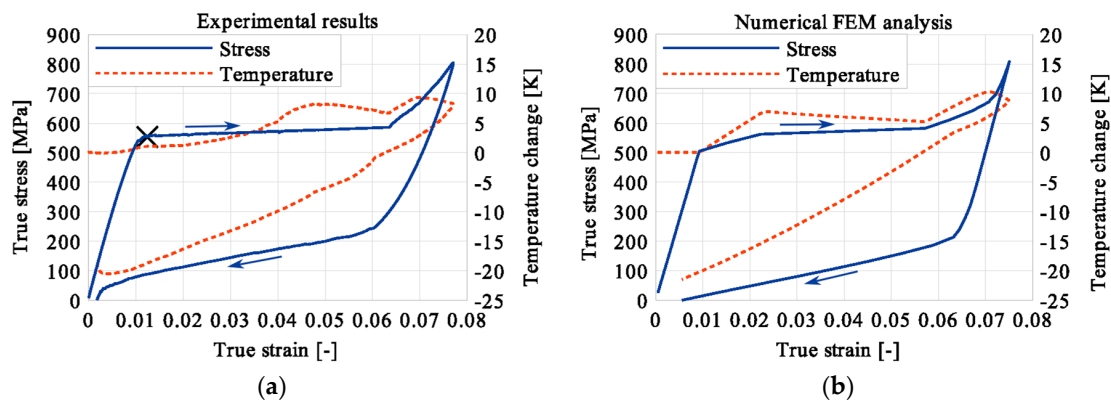 Experimental results
900
800
700
600
500
400
300
200
100
0
True stress [MPa]
Stress
Temperature
20
15
10
5
0
-5
-10
-15
-20
-25
Temperature change [K]
0 0.01 0.02 0.03 0.04 0.05 0.06 0.07 0.08
True strain [-]
(a)
Numerical FEM analysis
900
800
700
600
500
400
300
200
100
0
True stress [MPa]
Stress
Temperature
20
15
10
5
0
-5
-10
-15
-20
-25
Temperature change [K]
0 0.01 0.02 0.03 0.04 0.05 0.06 0.07 0.08
True strain [-]
(b)